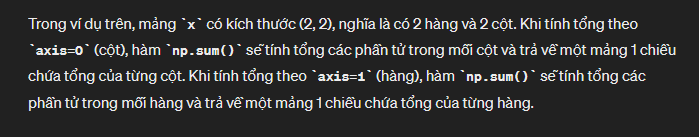 Trong ví dụ trên, mảng `x` có kích thước (2, 2), nghĩa là có 2 hàng và 2 cột. Khi tính tổng theo
`axis=0` (cột), hàm `np.sum()` sẽ tính tổng các phần tử trong mỗi cột và trả về một mảng 1 chiều
chứa tổng của từng cột. Khi tính tổng theo `axis=1` (hàng), hàm `np.sum()` sẽ tính tổng các
phần tử trong mỗi hàng và trả về một mảng 1 chiều chứa tổng của từng hàng.